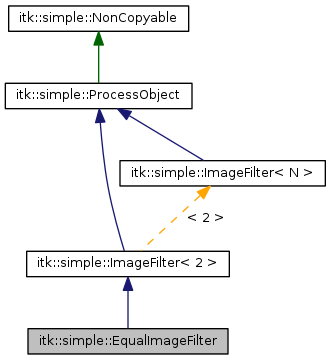 itk::simple::NonCopyable
itk::simple::ProcessObject
itk::simple::ImageFilter< N >
< 2 >
itk::simple::ImageFilter< 2 >
itk::simple::EqualImageFilter